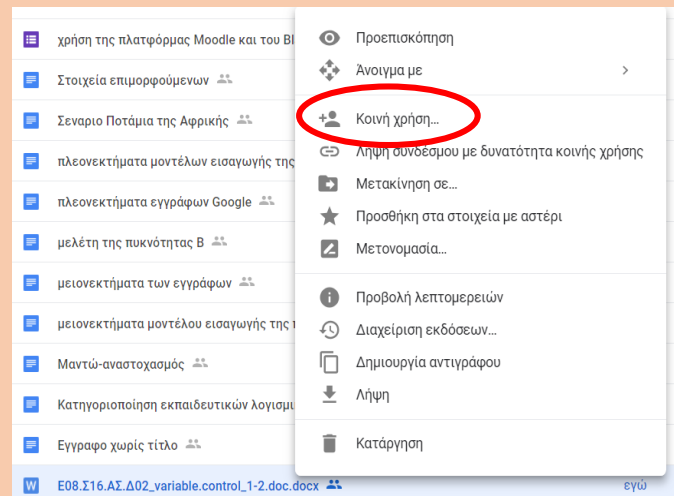 χρήση της πλατφόρμας Moodle και του Bl
Στοιχεία επιμορφούμενων
Σεναριο Ποτάμια της Αφρικής
πλεονεκτήματα μοντέλων εισαγωγής της
πλεονεκτήματα εγγράφων Google
μελέτη της πυκνότητας Β
μειονεκτήματα των εγγράφων
μειονεκτήματα μοντέλου εισαγωγής της τ
Μαντώ-αναστοχασμός
Κατηγοριοποίηση εκπαιδευτικών λογισμι
Εγγραφο χωρίς τίτλο
W E08.Σ16.ΑΣ.Δ02_variable.control_1-2.doc.docx εγώ
Προεπισκόπηση
Άνοιγμα με
Κοινή χρήση…
Λήψη συνδέσμου με δυνατότητα κοινής χρήσης
Μετακίνηση σε…
Προσθήκη στα στοιχεία με αστέρι
Μετονομασία…
Προβολή λεπτομερειών
Διαχείριση εκδόσεων…
Δημιουργία αντιγράφου
Λήψη
Κατάργηση